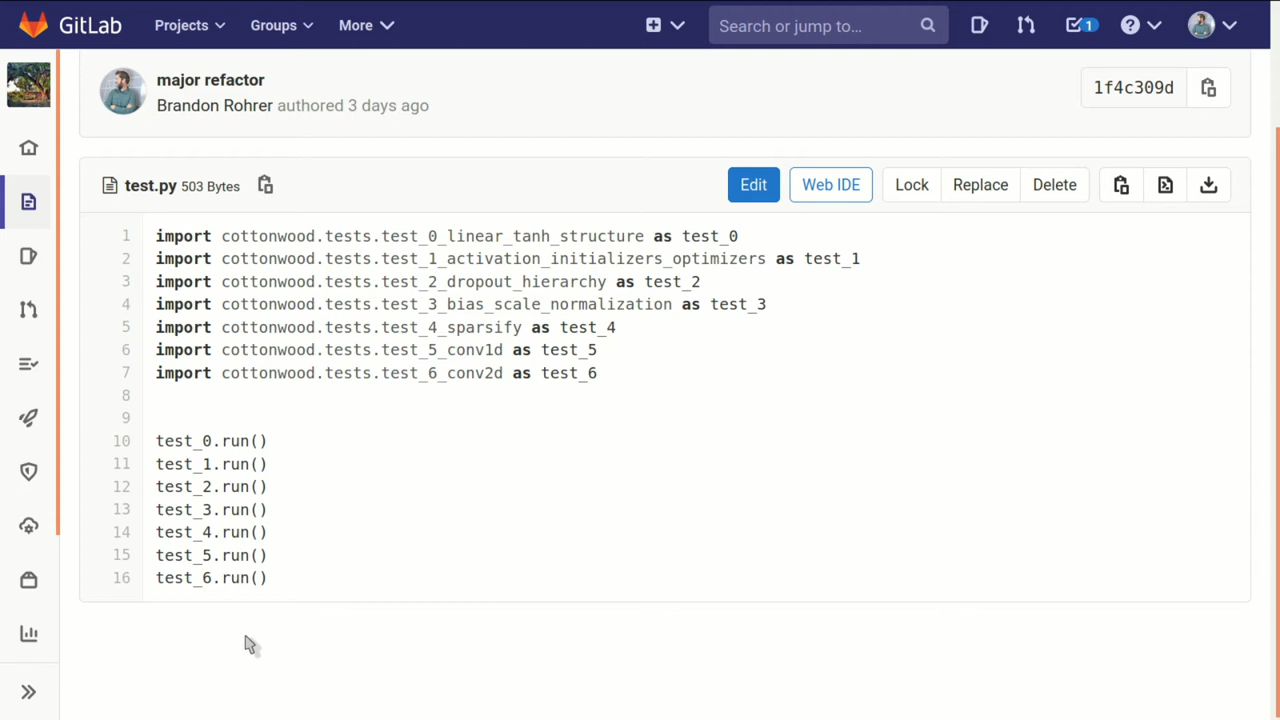 GitLab Projects Groups More Search or jump to... 1
major refactor
Brandon Rohrer authored 3 days ago
1f4c309d
test.py 503 Bytes Edit Web IDE Lock Replace Delete
1 import cottonwood.tests.test_0_linear_tanh_structure as test_0
2 import cottonwood.tests.test_1_activation_initializers_optimizers as test_1
3 import cottonwood.tests.test_2_dropout_hierarchy as test_2
4 import cottonwood.tests.test_3_bias_scale_normalization as test_3
5 import cottonwood.tests.test_4_sparsify as test_4
6 import cottonwood.tests.test_5_conv1d as test_5
7 import cottonwood.tests.test_6_conv2d as test_6
8
9
10 test_0.run()
11 test_1.run()
12 test_2.run()
13 test_3.run()
14 test_4.run()
15 test_5.run()
16 test_6.run()